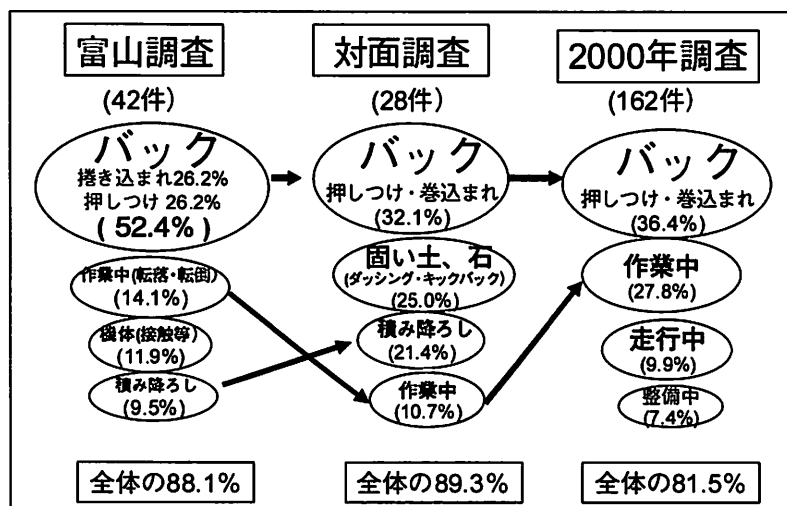 富山調査
(42件)
バック
捲き込まれ26.2%
押しつけ 26.2%
(52.4%)
作業中(転落・転倒)
(14.1%)
機体(接触等)
(11.9%)
積み降ろし
(9.5%)
全体の88.1%
対面調査
(28件)
バック
押しつけ・巻込まれ
(32.1%)
固い土、石
(ダッシング・キックバック)
(25.0%)
積み降ろし
(21.4%)
作業中
(10.7%)
全体の89.3%
2000年調査
(162件)
バック
押しつけ・巻込まれ
(36.4%)
作業中
(27.8%)
走行中
(9.9%)
整備中
(7.4%)
全体の81.5%